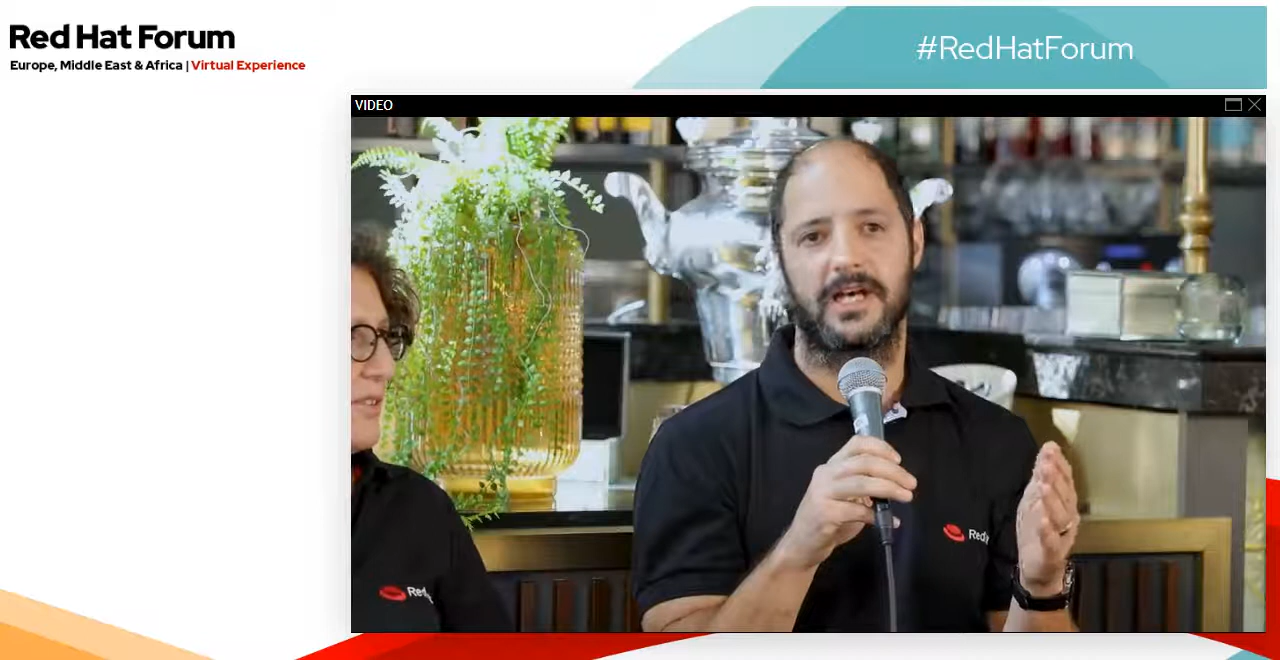 Red Hat Forum
#RedHatForum
Europe, Middle East & Africa | Virtual Experience
VIDEO